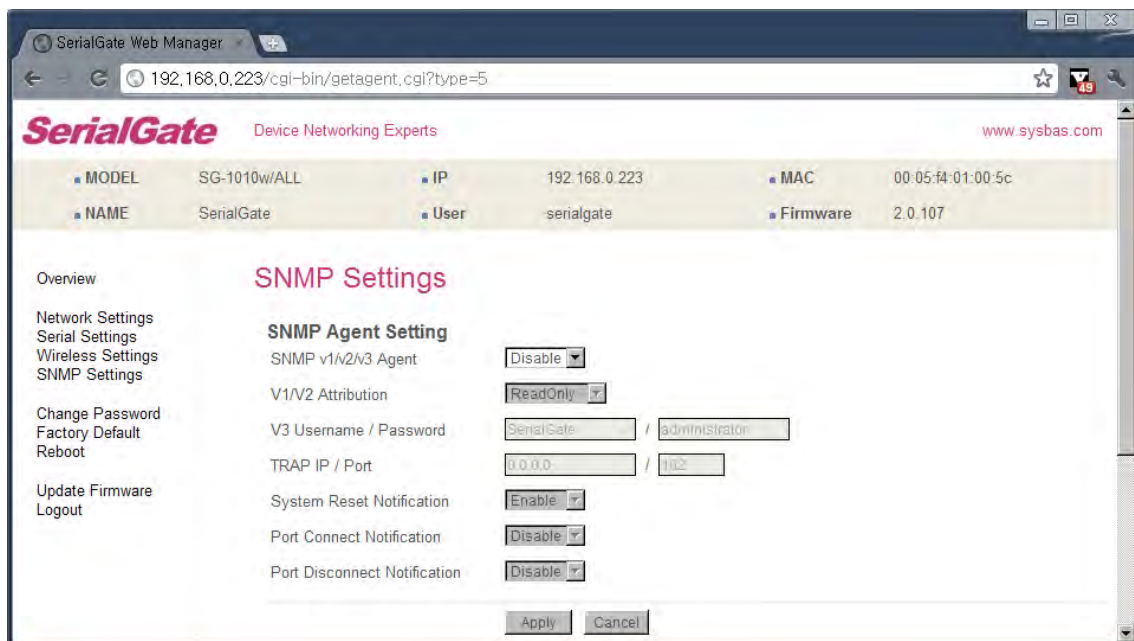 SerialGate Web Manager
192.168.0.223/cgi-bin/getagent.cgi?type=5
49
SerialGate Device Networking Experts www.sysbas.com
MODEL SG-1010w/ALL IP 192.168.0.223 MAC 00:05:f4:01:00:5c
NAME SerialGate User serialgate Firmware 2.0.107
Overview
Network Settings
Serial Settings
Wireless Settings
SNMP Settings
Change Password
Factory Default
Reboot
Update Firmware
Logout
SNMP Settings
SNMP Agent Setting
SNMP v1/v2/v3 Agent Disable
V1/V2 Attribution ReadOnly
V3 Username / Password SerialGate / administrator
TRAP IP / Port 0.0.0.0 / 162
System Reset Notification Enable
Port Connect Notification Disable
Port Disconnect Notification Disable
Apply Cancel